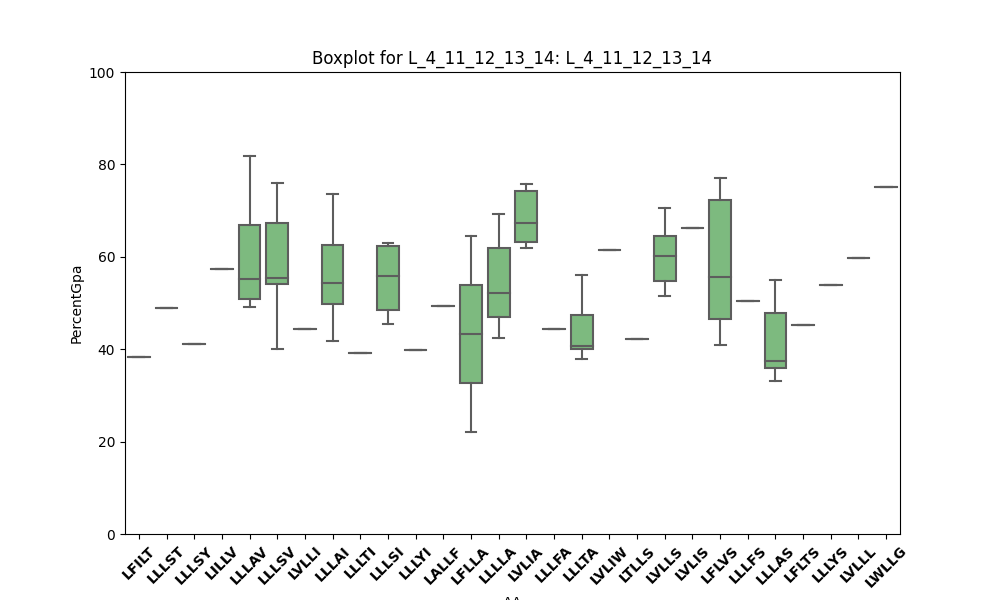 Boxplot for L_4_11_12_13_14: L_4_11_12_13_14
100
80
60
40
20
0
PercentGpa
LFILT
LLLST
LLLSY
LILLV
LLLAV
LLLSV
LVLLI
LLLAI
LLLTI
LLLSI
LLLYI
LALLF
LFLLA
LLLLA
LVLIA
LLLFA
LLLTA
LVLIW
LTLLS
LVLLS
LVLIS
LFLVS
LLLFS
LLLAS
LFLTS
LLLYS
LVLLL
LWLLG